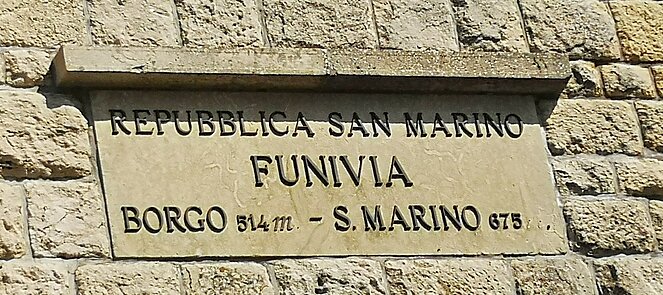 REPUBBLICA SAN MARINO
FUNIVIA
BORGO 514 m. - S. MARINO 675